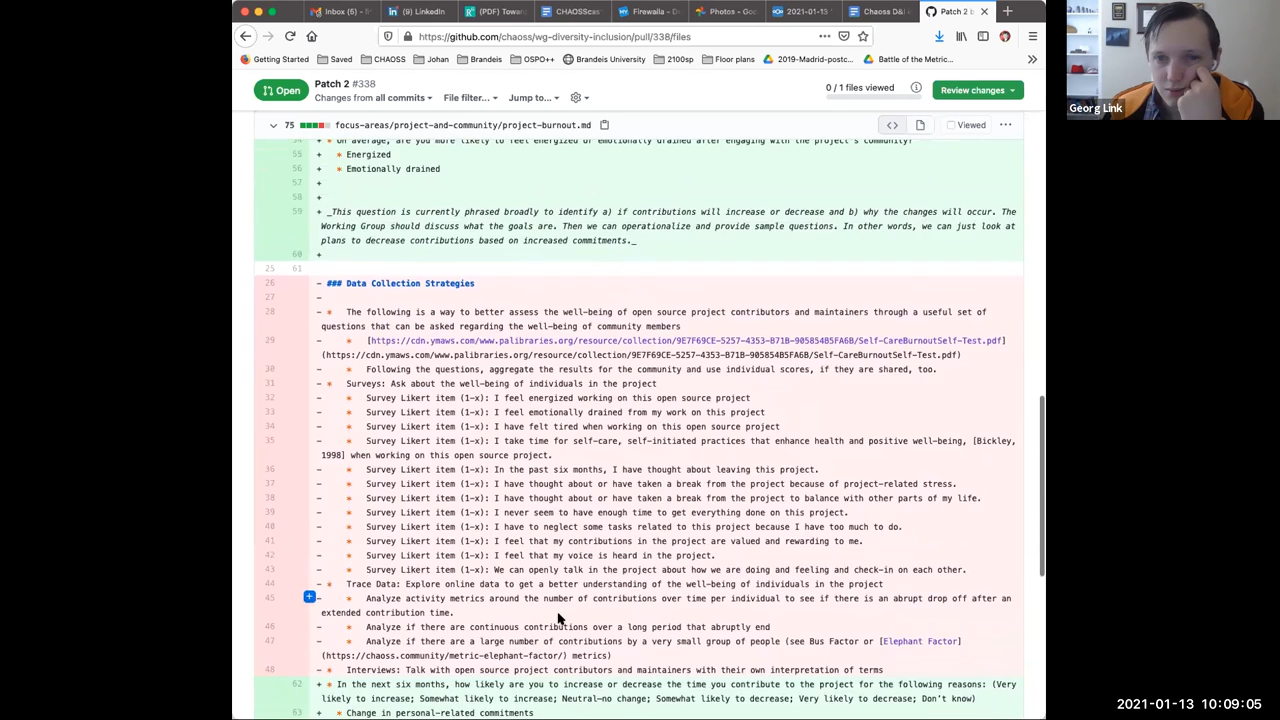 Inbox (5) –
(9) LinkedIn
(PDF) Towar
CHAOSScas
Firewalla – D
Photos - Goo
2021-01-13
Chaoss D&I
Patch 2 b
https://github.com/chaoss/wg-diversity-inclusion/pull/338/files
Getting Started
Saved
CHAOSS
Johan
Brandeis
OSPO++
Brandeis University
2100sp
Floor plans
2019-Madrid-postc...
Battle of the Metric...
Open
Patch 2 #338
Changes from all commits
File filter...
Jump to...
0 / 1 files viewed
Review changes
75 focus-areas/project-and-community/project-burnout.md
Viewed
54 + * On average, are you more likely to feel energized or emotionally drained after engaging with the project's community?
55 + * Energized
56 + * Emotionally drained
57 +
58 +
59 + _This question is currently phrased broadly to identify a) if contributions will increase or decrease and b) why the changes will occur. The
Working Group should discuss what the goals are. Then we can operationalize and provide sample questions. In other words, we can just look at
plans to decrease contributions based on increased commitments._
60 +
25 61
26 - ### Data Collection Strategies
27 -
28 - * The following is a way to better assess the well-being of open source project contributors and maintainers through a useful set of
questions that can be asked regarding the well-being of community members
29 - * [https://cdn.ymaws.com/www.palibraries.org/resource/collection/9E7F69CE-5257-4353-B71B-905854B5FA6B/Self-CareBurnoutSelf-Test.pdf]
(https://cdn.ymaws.com/www.palibraries.org/resource/collection/9E7F69CE-5257-4353-B71B-905854B5FA6B/Self-CareBurnoutSelf-Test.pdf)
30 - * Following the questions, aggregate the results for the community and use individual scores, if they are shared, too.
31 - * Surveys: Ask about the well-being of individuals in the project
32 - * Survey Likert item (1-x): I feel energized working on this open source project
33 - * Survey Likert item (1-x): I feel emotionally drained from my work on this project
34 - * Survey Likert item (1-x): I have felt tired when working on this open source project
35 - * Survey Likert item (1-x): I take time for self-care, self-initiated practices that enhance health and positive well-being, [Bickley,
1998] when working on this open source project.
36 - * Survey Likert item (1-x): In the past six months, I have thought about leaving this project.
37 - * Survey Likert item (1-x): I have thought about or have taken a break from the project because of project-related stress.
38 - * Survey Likert item (1-x): I have thought about or have taken a break from the project to balance with other parts of my life.
39 - * Survey Likert item (1-x): I never seem to have enough time to get everything done on this project.
40 - * Survey Likert item (1-x): I have to neglect some tasks related to this project because I have too much to do.
41 - * Survey Likert item (1-x): I feel that my contributions in the project are valued and rewarding to me.
42 - * Survey Likert item (1-x): I feel that my voice is heard in the project.
43 - * Survey Likert item (1-x): We can openly talk in the project about how we are doing and feeling and check-in on each other.
44 - * Trace Data: Explore online data to get a better understanding of the well-being of individuals in the project
45 - * Analyze activity metrics around the number of contributions over time per individual to see if there is an abrupt drop off after an
extended contribution time.
46 - * Analyze if there are continuous contributions over a long period that abruptly end
47 - * Analyze if there are a large number of contributions by a very small group of people (see Bus Factor or [Elephant Factor]
(https://chaoss.community/metric-elephant-factor/) metrics)
48 - * Interviews: Talk with open source project contributors and maintainers with their own interpretation of terms
62 + * In the next six months, how likely are you to increase or decrease the time you contribute to the project for the following reasons: (Very
likely to increase; Somewhat likely to increase; Neutral-no change; Somewhat likely to decrease; Very likely to decrease; Don't know)
63 + * Change in personal-related commitments
Georg Link
2021-01-13 10:09:05